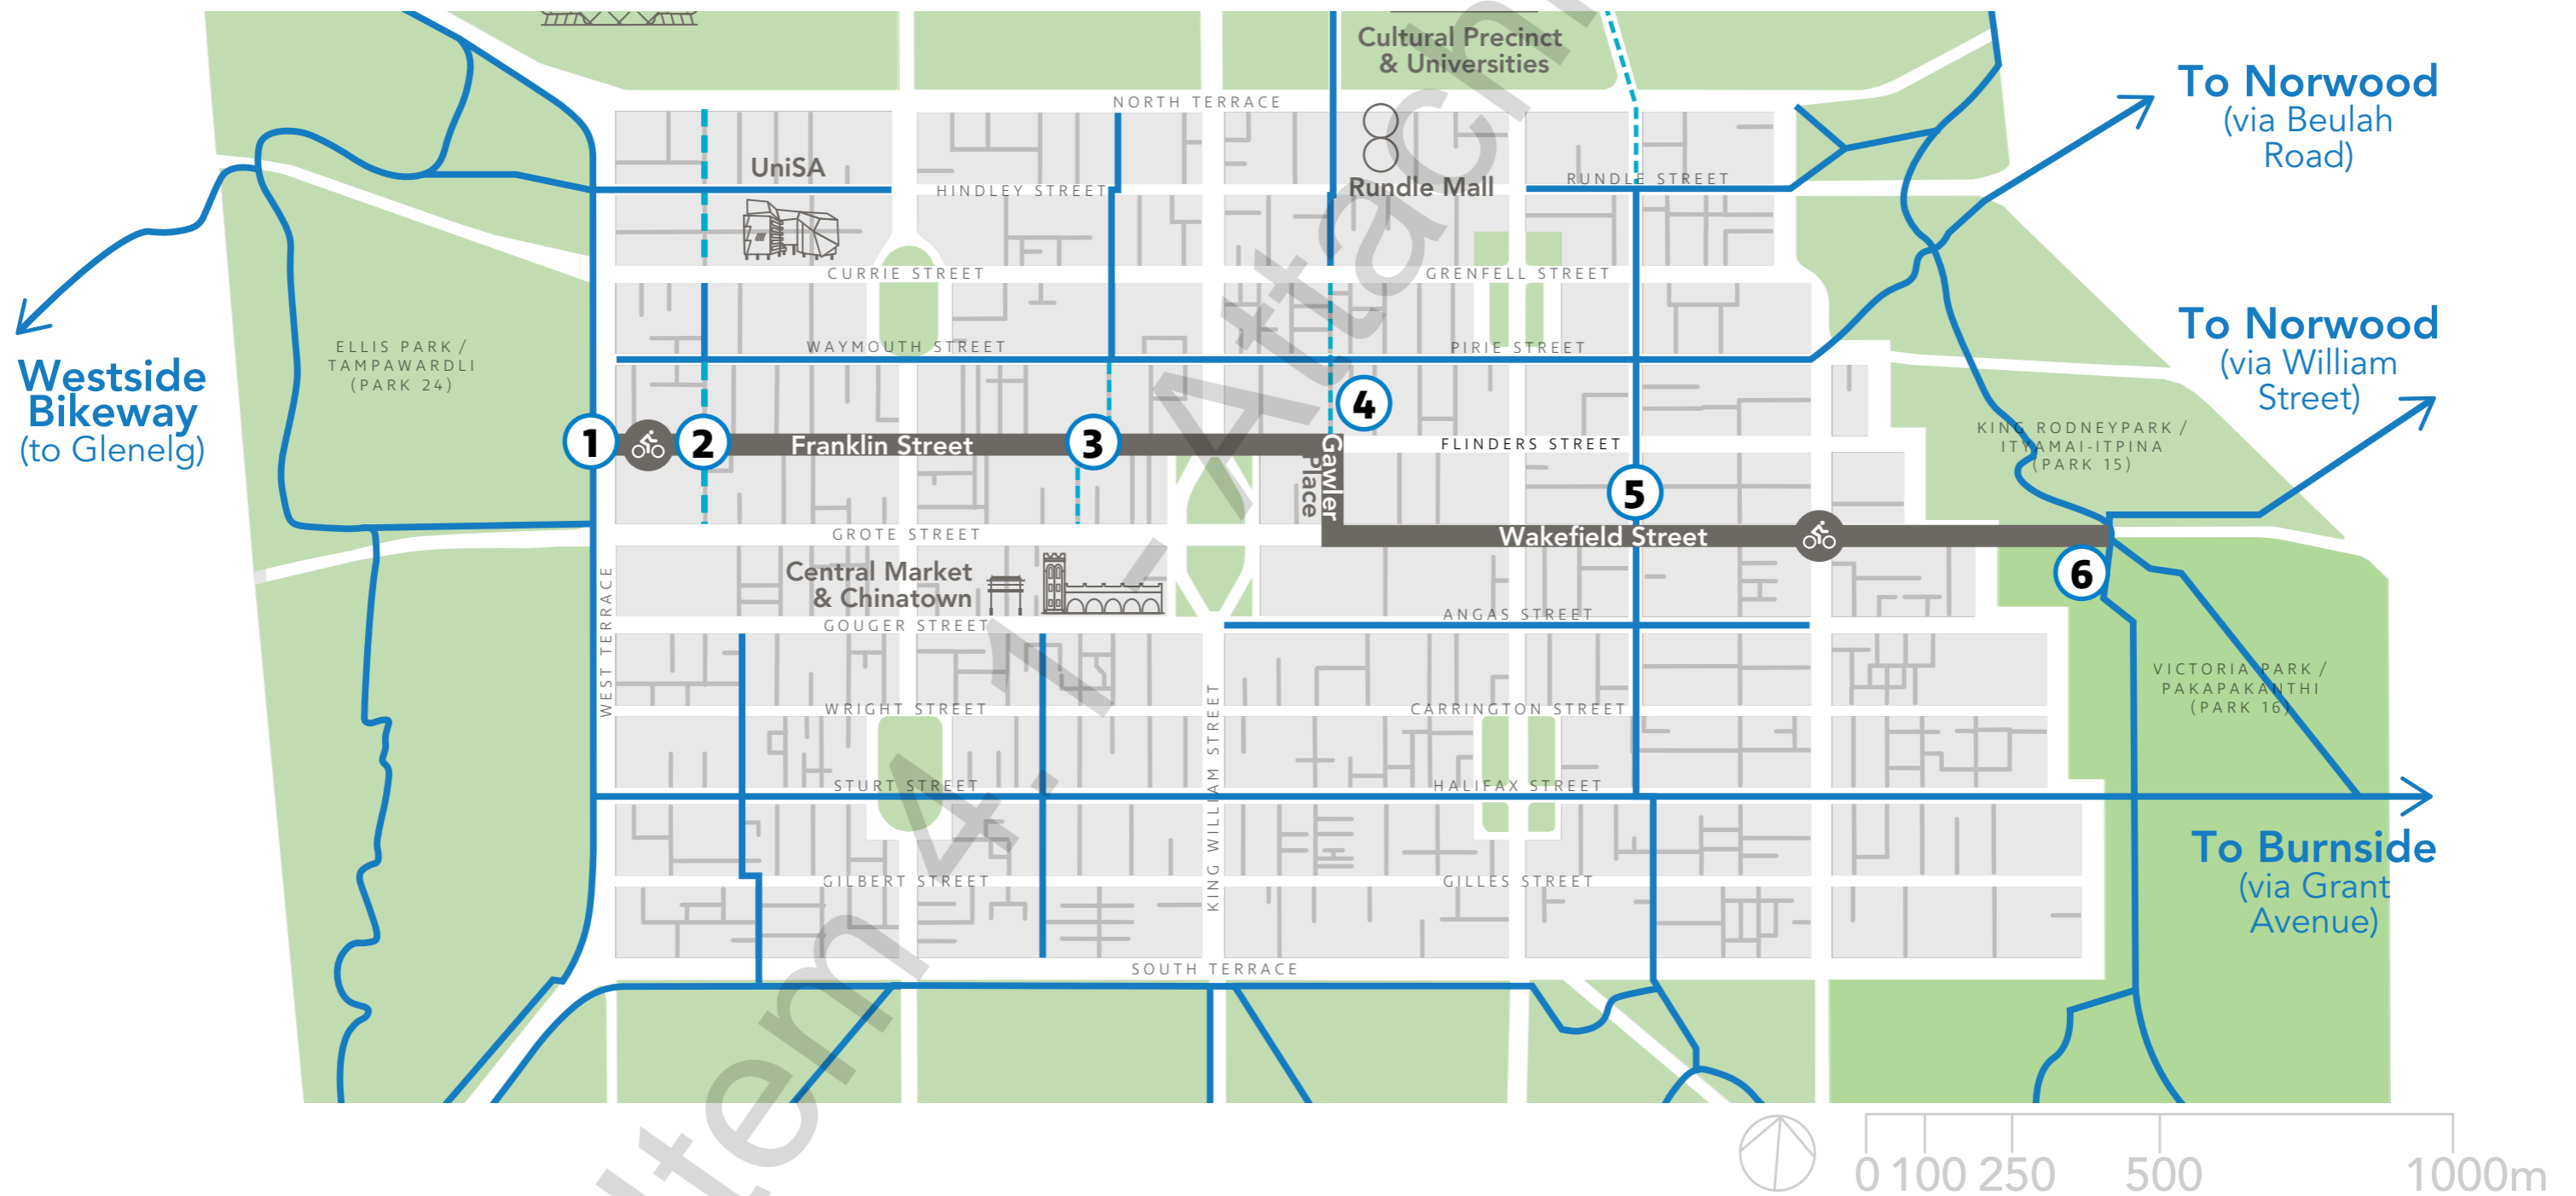 Cultural Precinct
& Universities
To Norwood
(via Beulah
Road)
NORTH TERRACE
UniSA
HINDLEY STREET
Rundle Mall
RUNDLE STREET
CURRIE STREET
GRENFELL STREET
To Norwood
(via William
Street)
ELLIS PARK /
TAMPAWARDLI
(PARK 24)
WAYMOUTH STREET
PIRIE STREET
Westside
Bikeway
(to Glenelg)
1
2
Franklin Street
3
4
Gawler
Place
FLINDERS STREET
KING RODNEYPARK /
ITYAMAI-ITPINA
(PARK 15)
5
GROTE STREET
Wakefield Street
6
Central Market
& Chinatown
WEST TERRACE
GOUGER STREET
ANGAS STREET
VICTORIA PARK /
PAKAPAKANTHI
(PARK 16)
WRIGHT STREET
KING WILLIAM STREET
CARRINGTON STREET
STURT STREET
HALIFAX STREET
To Burnside
(via Grant
Avenue)
GILBERT STREET
GILLES STREET
SOUTH TERRACE
0 100 250 500 1000m
Item 4.1 - Attach